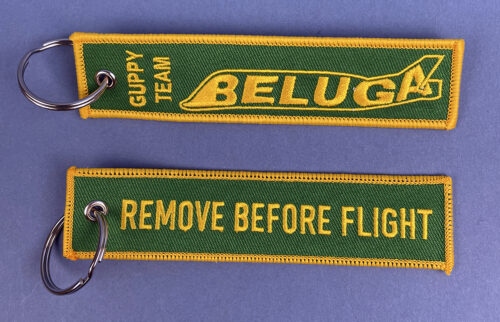 GUPPY
TEAM
BELUGA
REMOVE BEFORE FLIGHT